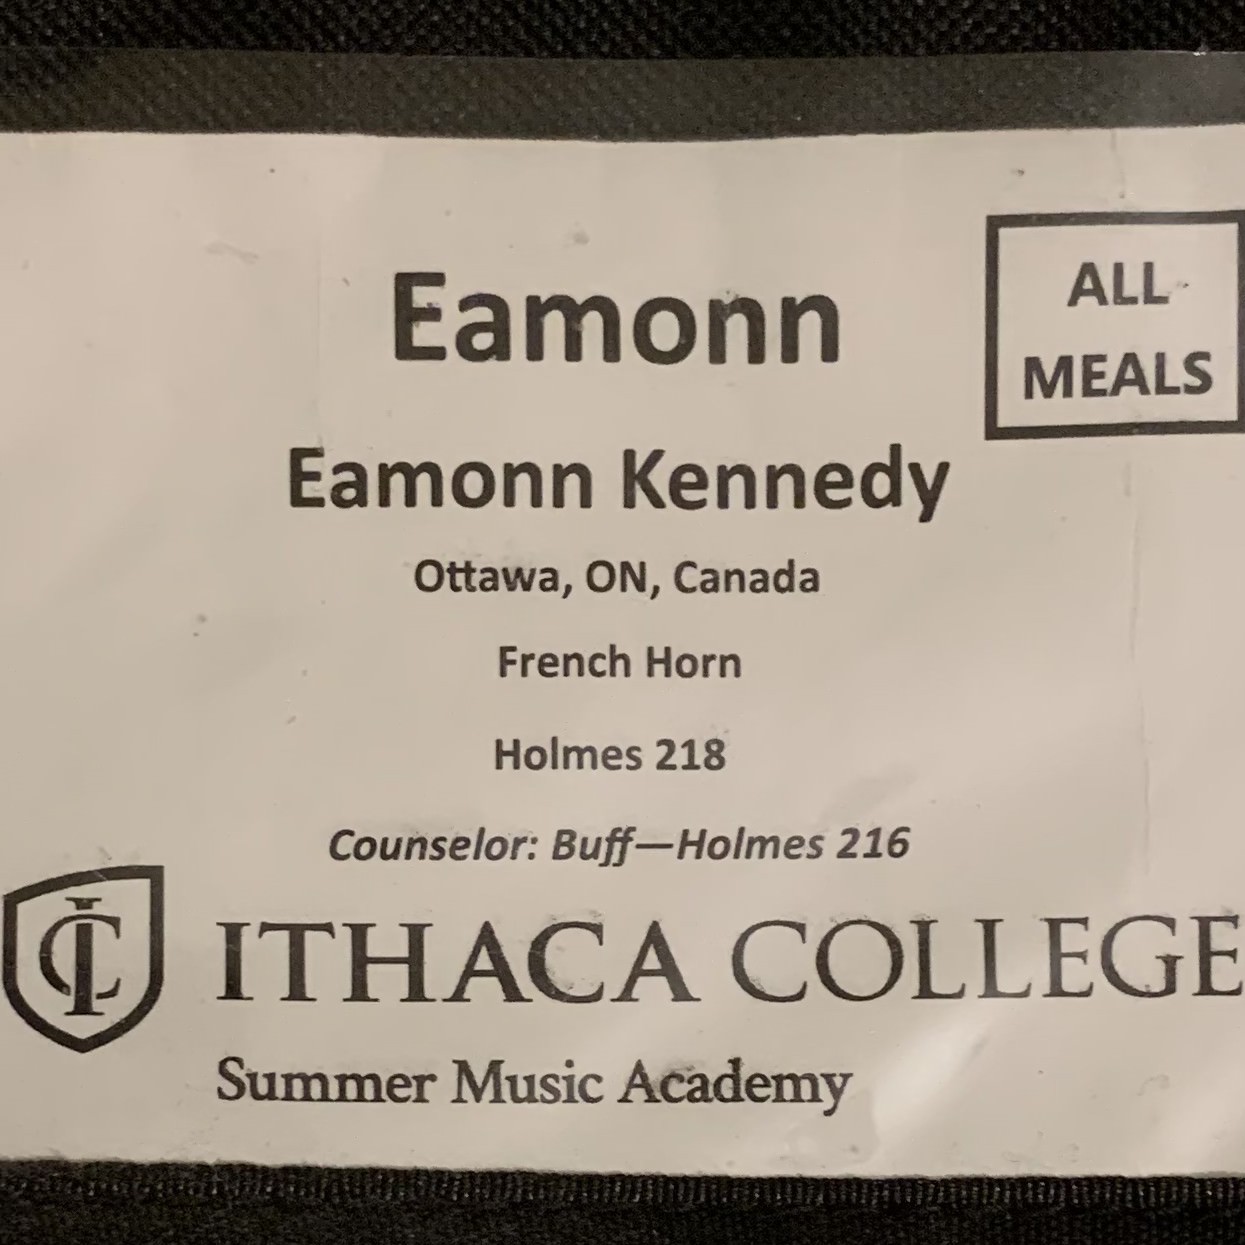 Eamonn
ALL
MEALS
Eamonn Kennedy
Ottawa, ON, Canada
French Horn
Holmes 218
Counselor: Buff—Holmes 216
IC
ITHACA COLLEGE
Summer Music Academy